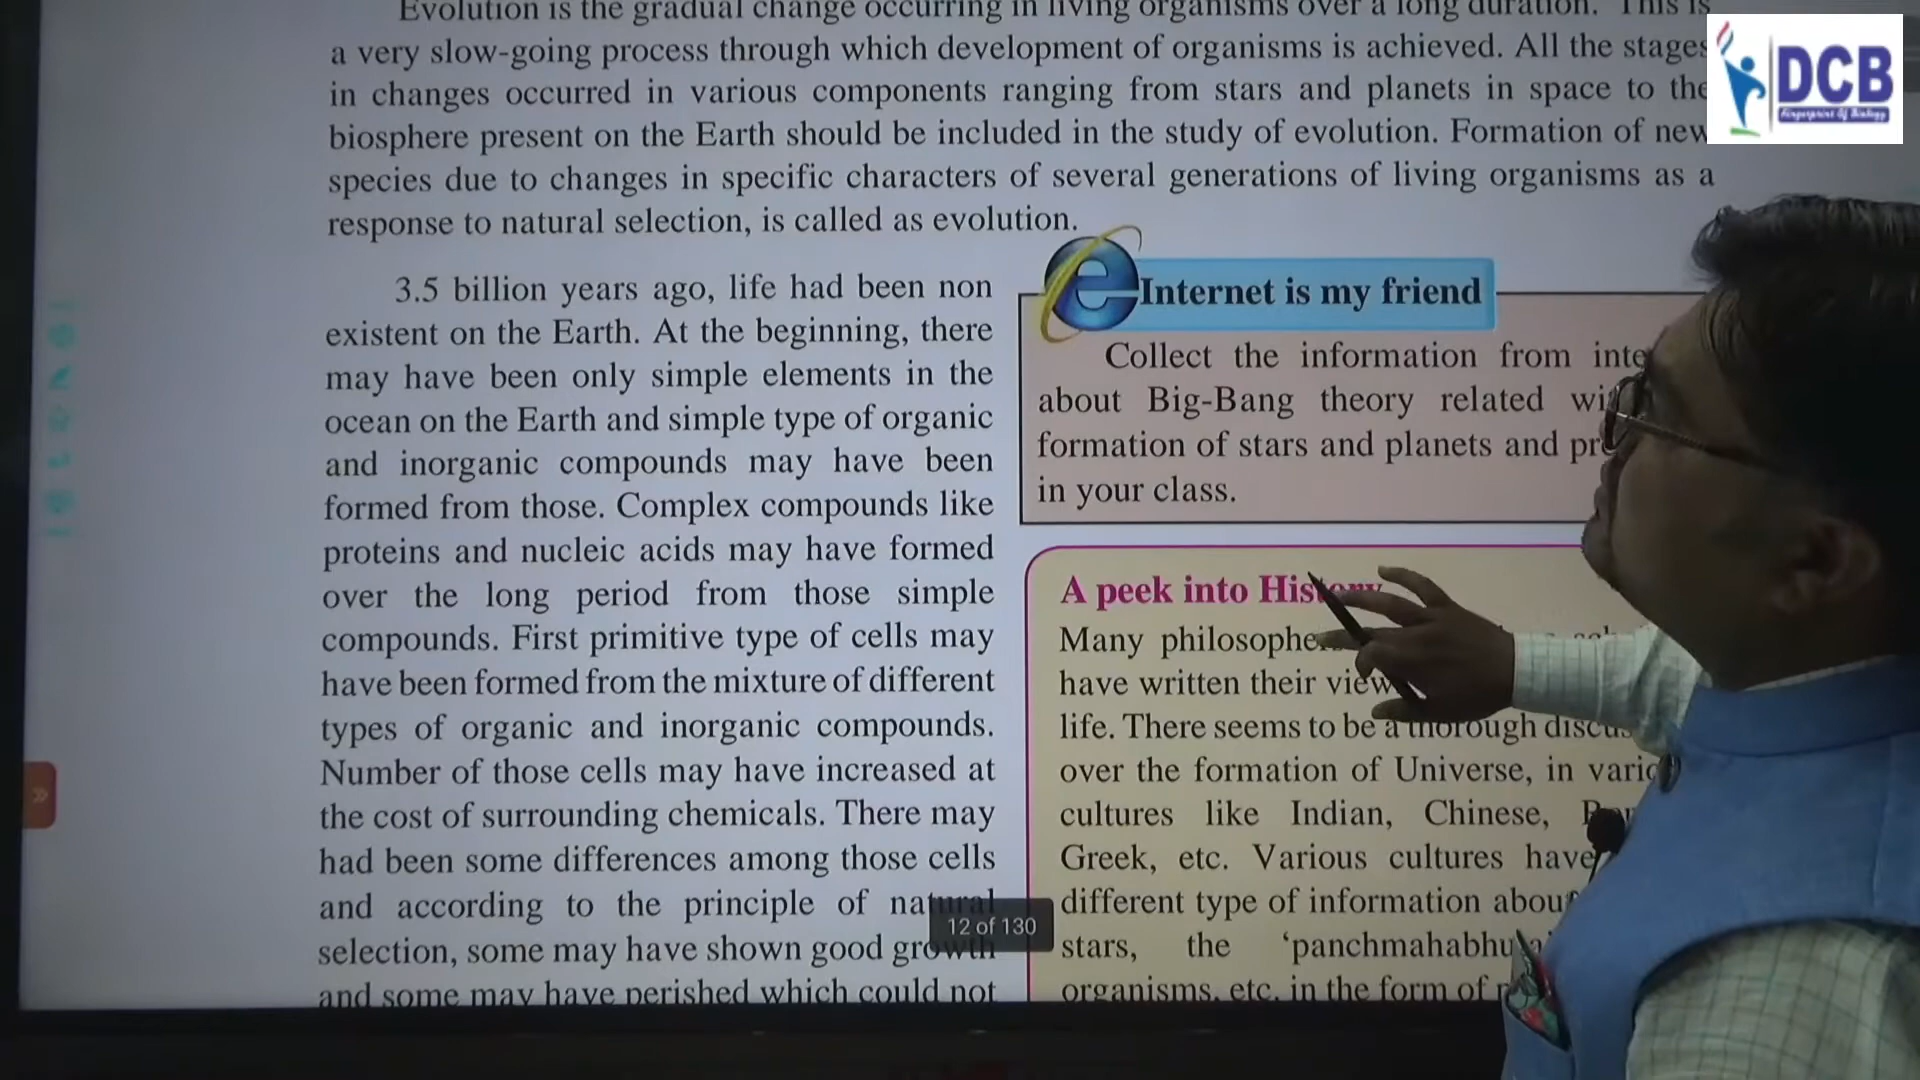 Evolution is the gradual change occurring in living organisms over a long duration. This is
a very slow-going process through which development of organisms is achieved. All the stages
in changes occurred in various components ranging from stars and planets in space to the
biosphere present on the Earth should be included in the study of evolution. Formation of new
species due to changes in specific characters of several generations of living organisms as a
response to natural selection, is called as evolution.
3.5 billion years ago, life had been non
existent on the Earth. At the beginning, there
may have been only simple elements in the
ocean on the Earth and simple type of organic
and inorganic compounds may have been
formed from those. Complex compounds like
proteins and nucleic acids may have formed
over the long period from those simple
compounds. First primitive type of cells may
have been formed from the mixture of different
types of organic and inorganic compounds.
Number of those cells may have increased at
the cost of surrounding chemicals. There may
had been some differences among those cells
and according to the principle of natural
selection, some may have shown good growth
and some may have perished which could not
Internet is my friend
Collect the information from
about Big-Bang theory related
formation of stars and planets and
in your class.
A peek into History
Many
have written their
life. There seems to be a thorough
over the formation of Universe, in
cultures like Indian, Chinese,
Greek, etc. Various cultures have
different type of information
stars, the
organisms, etc. in the form of
12 of 130
DCB
Fingerprint Of Biology